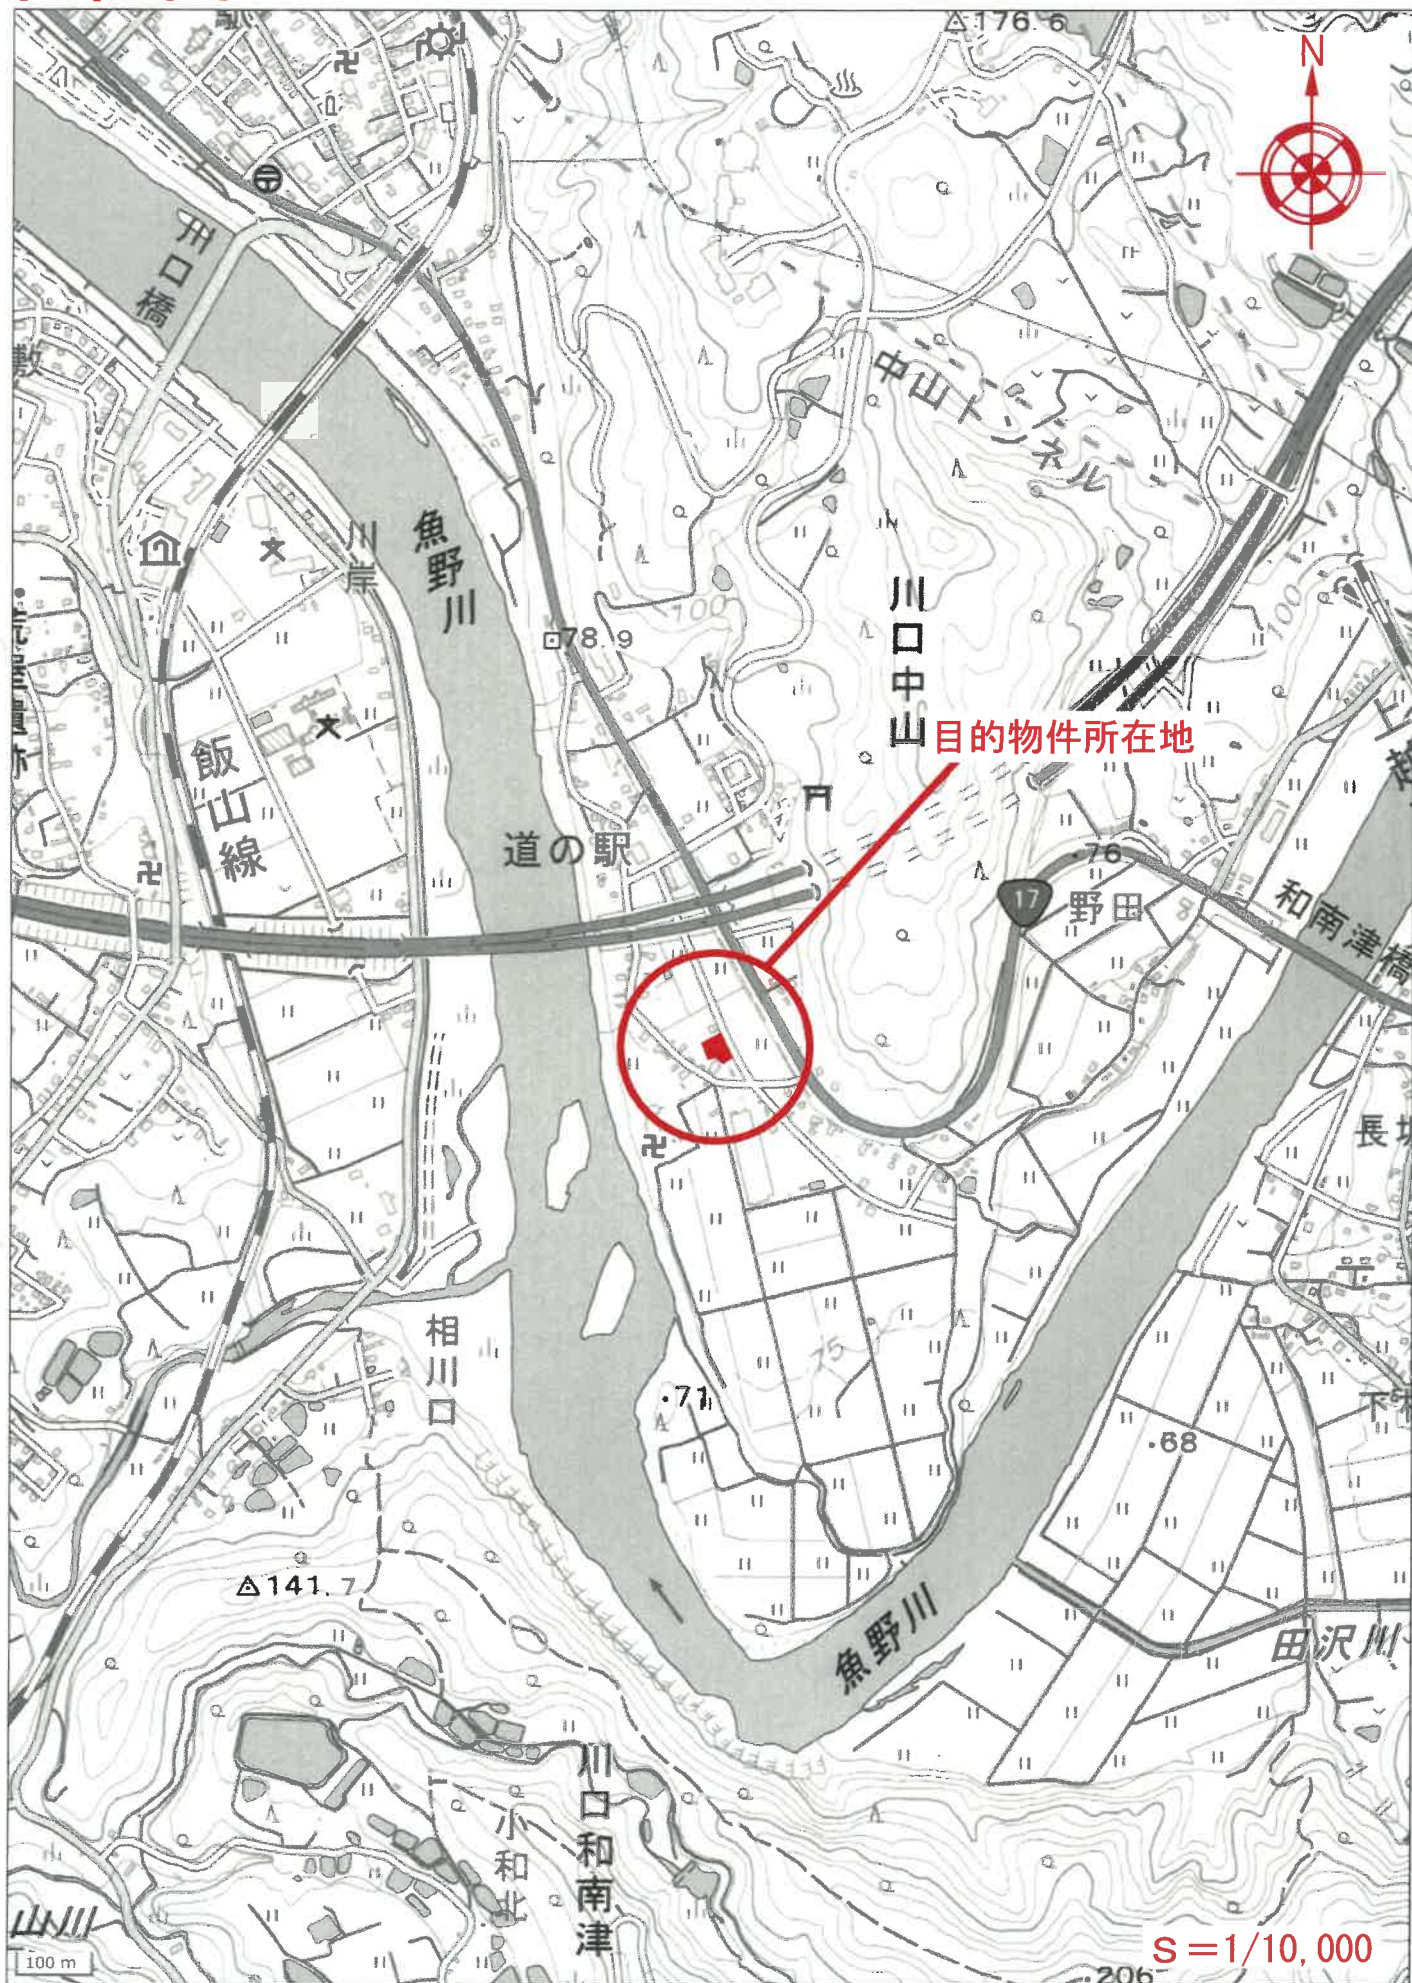 176.6
N
川口橋
敷
中山トンネル
魚野川
川岸
川口中山
100
78.9
100
目的物件所在地
飯山線
道の駅
76
17
野田
和南津橋
相川口
75
71
68
下
141.7
魚野川
田沢川
川口和南津
小和北
山川
100 m
S=1/10,000
206